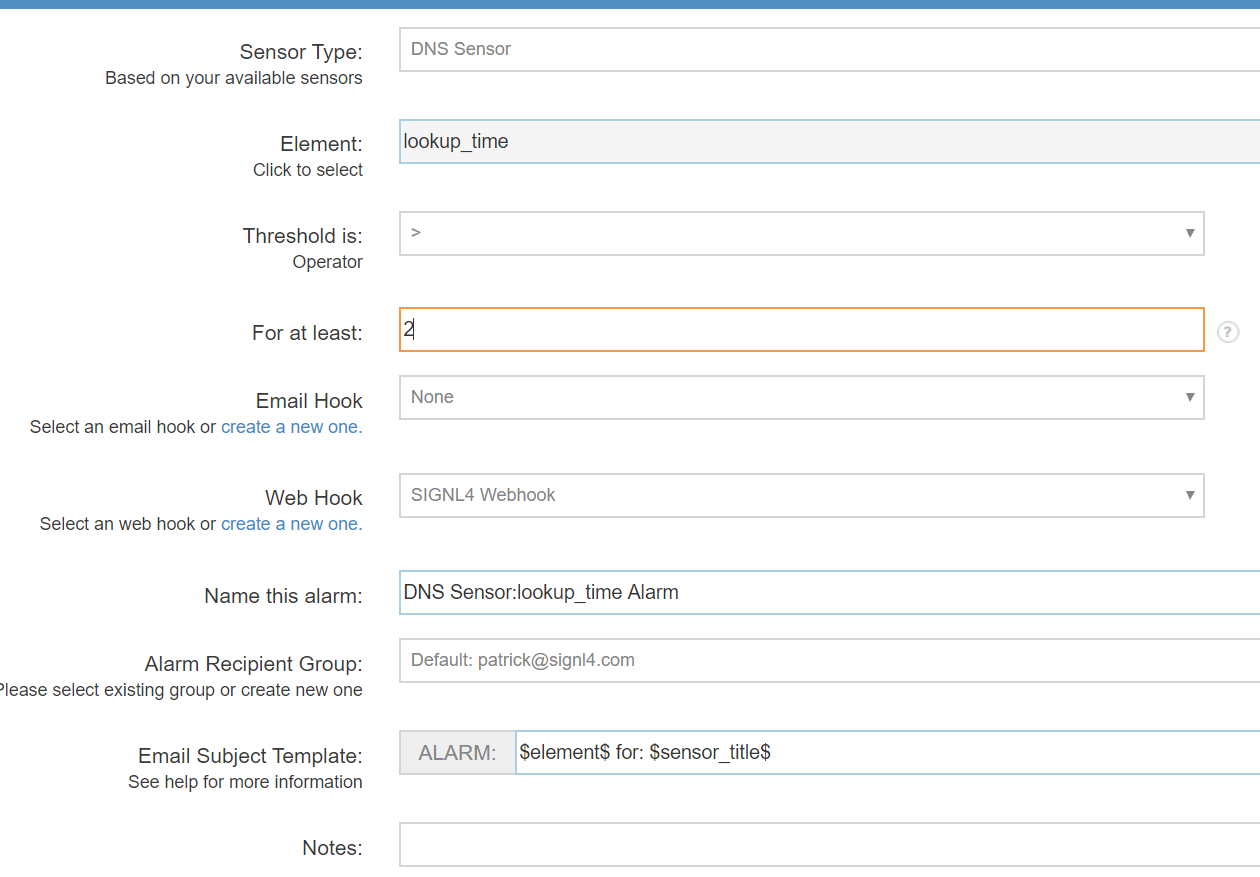 Sensor Type:
DNS Sensor
Based on your available sensors
Element:
lookup_time
Click to select
Threshold is:
>
Operator
For at least:
2
?
Email Hook
None
Select an email hook or create a new one.
Web Hook
SIGNL4 Webhook
Select an web hook or create a new one.
Name this alarm:
DNS Sensor:lookup_time Alarm
Alarm Recipient Group:
Default: patrick@signl4.com
Please select existing group or create new one
Email Subject Template:
ALARM: $element$ for: $sensor_title$
See help for more information
Notes: